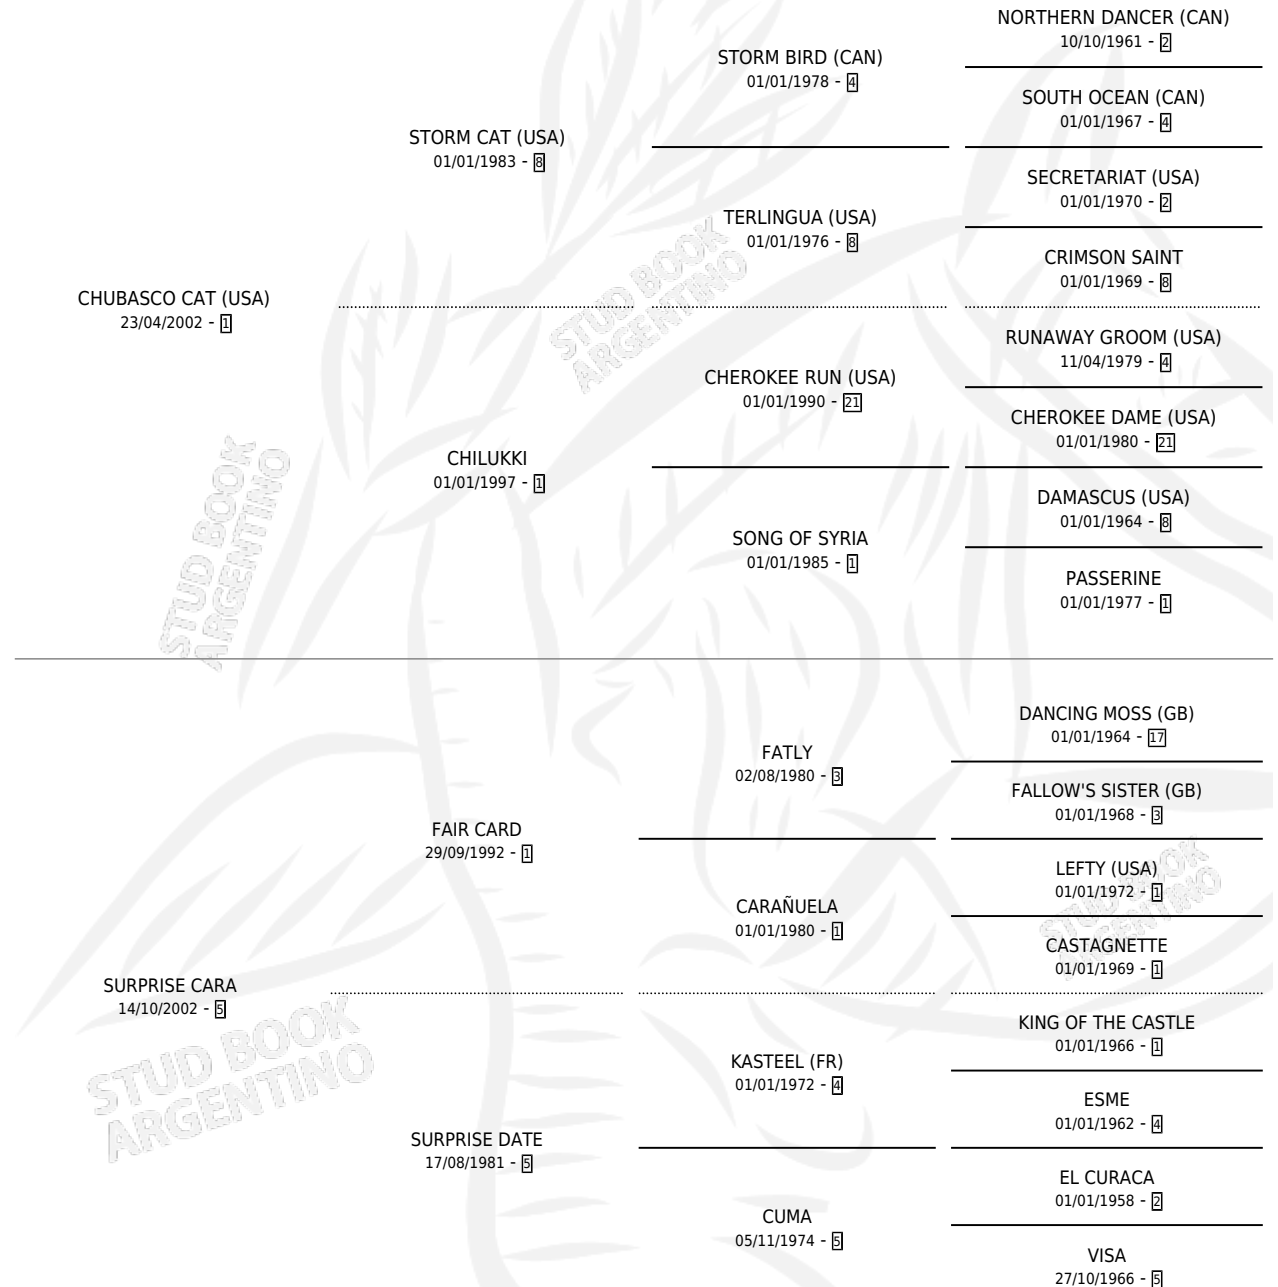 NORTHERN DANCER (CAN)
10/10/1961 - 2
STORM BIRD (CAN)
01/01/1978 - 4
SOUTH OCEAN (CAN)
01/01/1967 - 4
STORM CAT (USA)
01/01/1983 - 8
SECRETARIAT (USA)
01/01/1970 - 2
TERLINGUA (USA)
01/01/1976 - 8
CRIMSON SAINT
01/01/1969 - 8
CHUBASCO CAT (USA)
23/04/2002 - 1
RUNAWAY GROOM (USA)
11/04/1979 - 4
CHEROKEE RUN (USA)
01/01/1990 - 21
CHEROKEE DAME (USA)
01/01/1980 - 21
CHILUKKI
01/01/1997 - 1
DAMASCUS (USA)
01/01/1964 - 8
SONG OF SYRIA
01/01/1985 - 1
PASSERINE
01/01/1977 - 1
DANCING MOSS (GB)
01/01/1964 - 17
FATLY
02/08/1980 - 3
FALLOW'S SISTER (GB)
01/01/1968 - 3
FAIR CARD
29/09/1992 - 1
LEFTY (USA)
01/01/1972 - 1
CARAÑUELA
01/01/1980 - 1
CASTAGNETTE
01/01/1969 - 1
SURPRISE CARA
14/10/2002 - 5
KING OF THE CASTLE
01/01/1966 - 1
KASTEEL (FR)
01/01/1972 - 4
ESME
01/01/1962 - 4
SURPRISE DATE
17/08/1981 - 5
EL CURACA
01/01/1958 - 2
CUMA
05/11/1974 - 5
VISA
27/10/1966 - 5
STUD BOOK
ARGENTINO
STUD BOOK
ARGENTINO
STUD BOOK
ARGENTINO
STUD BOOK
ARGENTINO